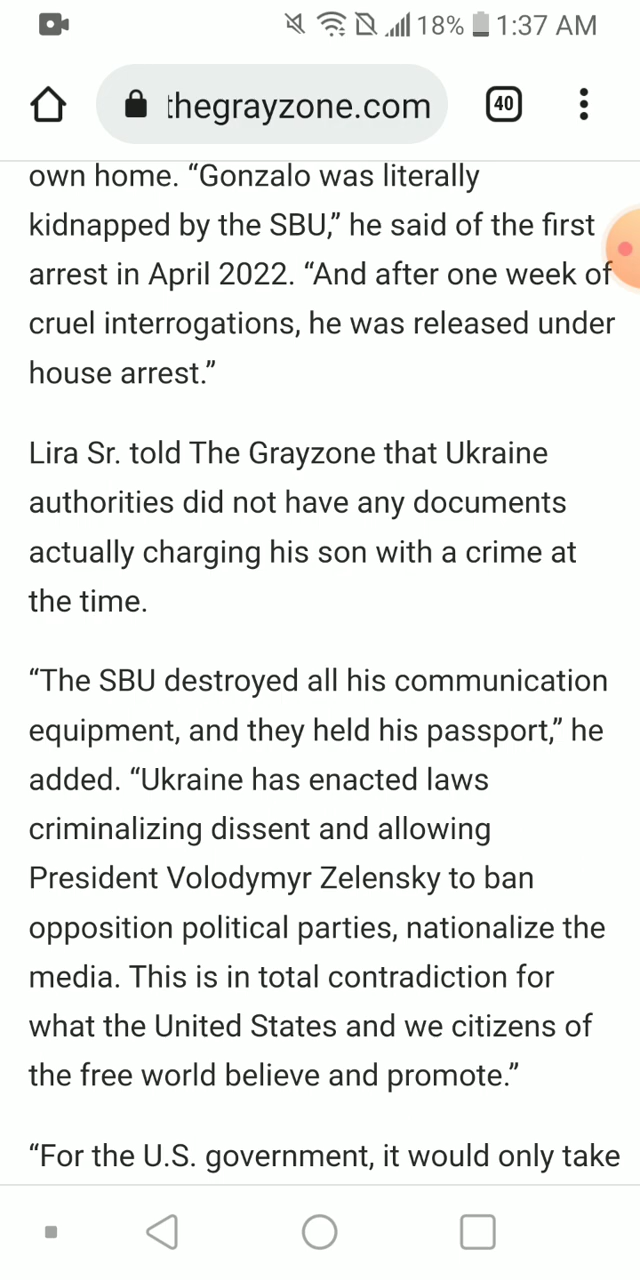 18% 1:37 AM
thegrayzone.com 40
own home. “Gonzalo was literally
kidnapped by the SBU,” he said of the first
arrest in April 2022. “And after one week of
cruel interrogations, he was released under
house arrest.”
Lira Sr. told The Grayzone that Ukraine
authorities did not have any documents
actually charging his son with a crime at
the time.
“The SBU destroyed all his communication
equipment, and they held his passport,” he
added. “Ukraine has enacted laws
criminalizing dissent and allowing
President Volodymyr Zelensky to ban
opposition political parties, nationalize the
media. This is in total contradiction for
what the United States and we citizens of
the free world believe and promote.”
“For the U.S. government, it would only take